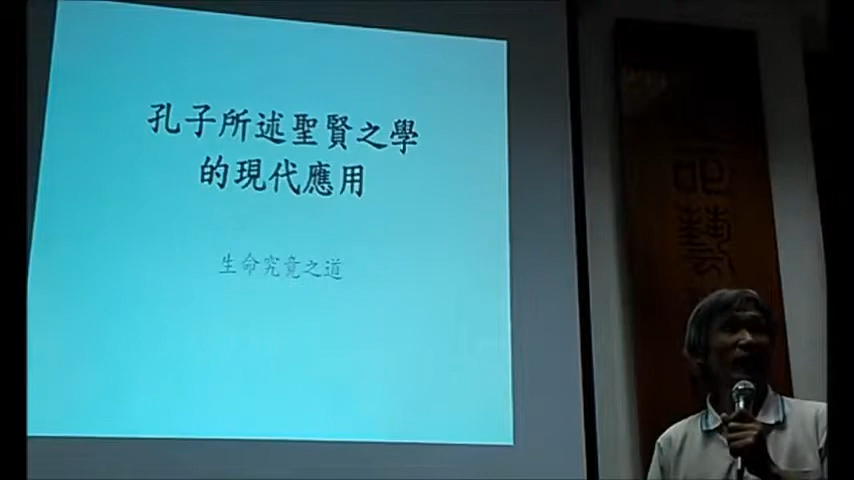 孔子所述聖賢之學
的現代應用
生命究竟之道
藝